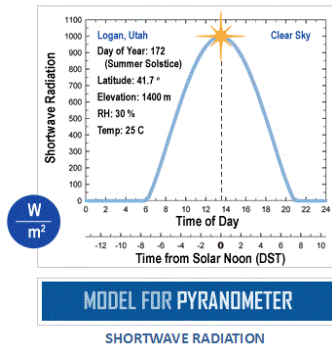 Shortwave Radiation
1100
1000
900
800
700
600
500
400
300
200
100
0
Logan, Utah
Clear Sky
Day of Year: 172
(Summer Solstice)
Latitude: 41.7 °
Elevation: 1400 m
RH: 30 %
Temp: 25 C
W
m²
0 2 4 6 8 10 12 14 16 18 20 22 24
Time of Day
-12 -10 -8 -6 -4 -2 0 2 4 6 8 10
Time from Solar Noon (DST)
MODEL FOR PYRANOMETER
SHORTWAVE RADIATION